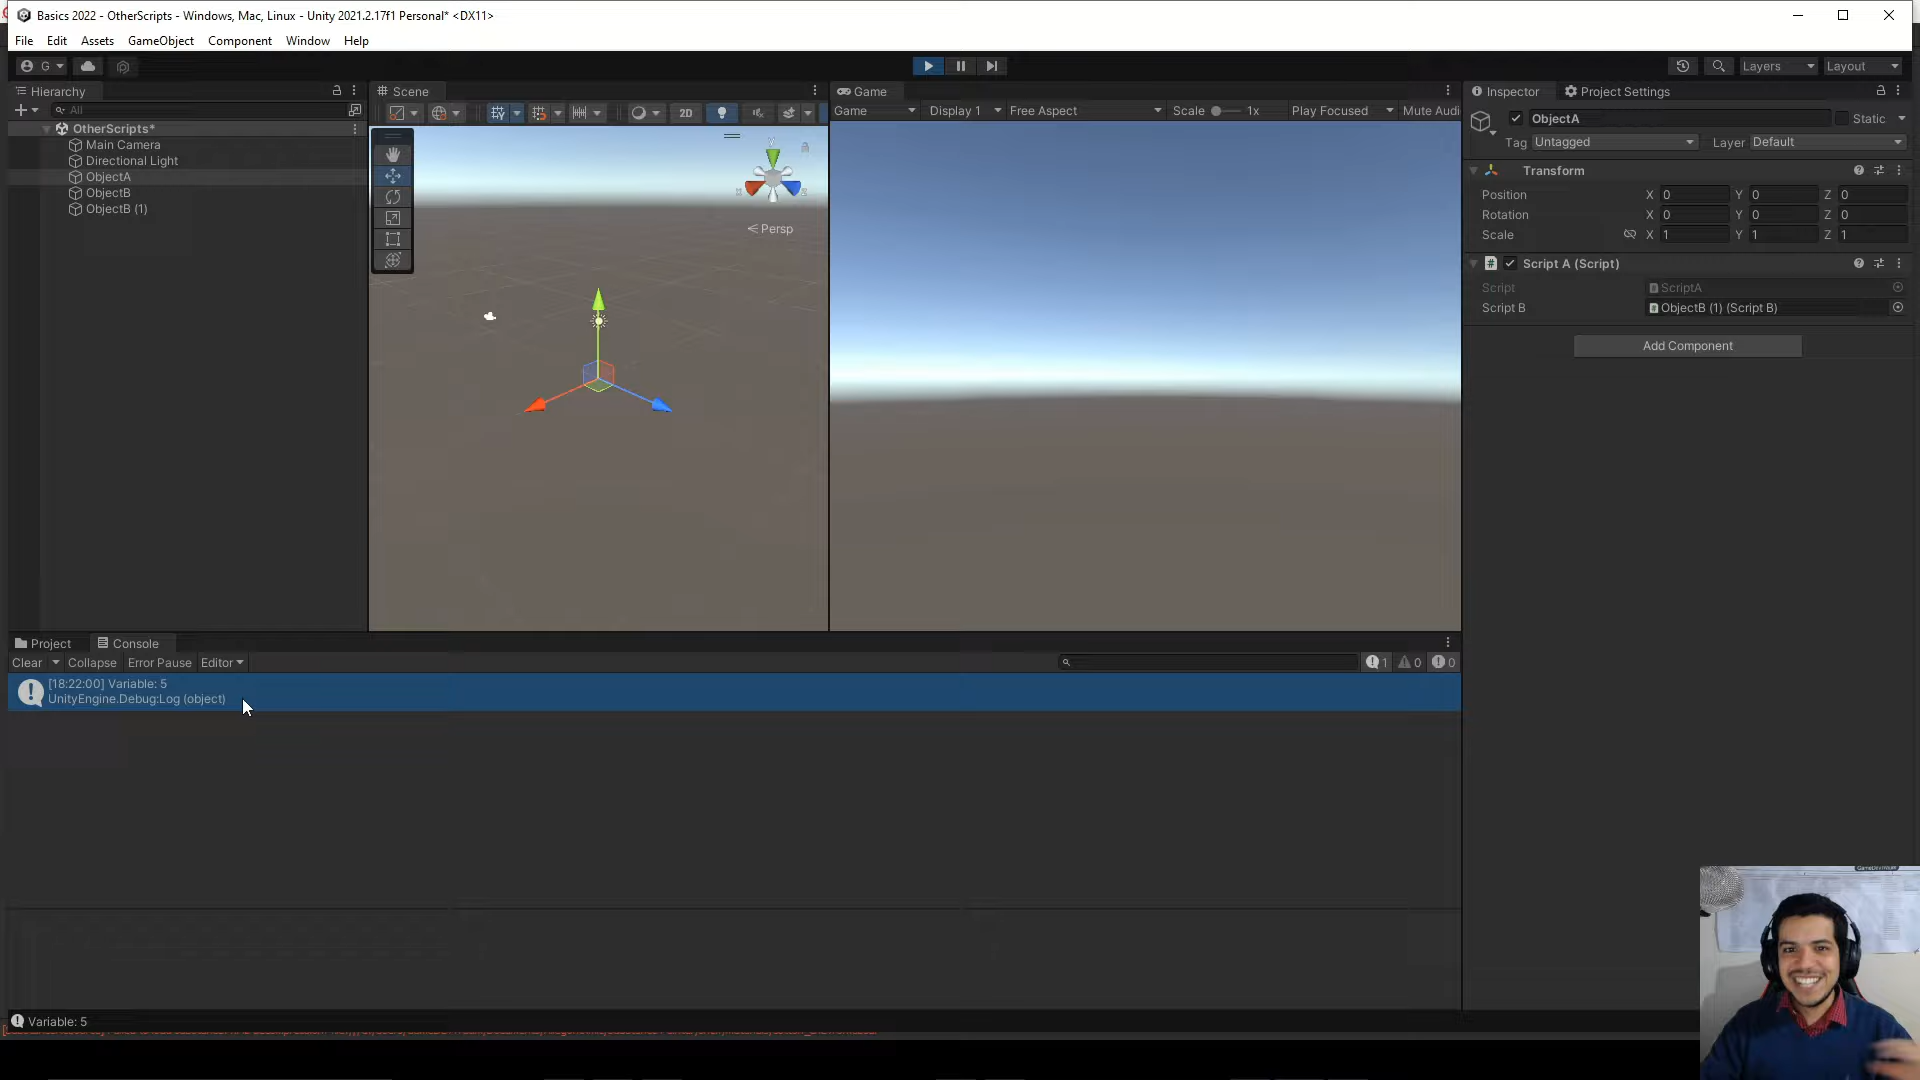 Basics 2022 - OtherScripts - Windows, Mac, Linux - Unity 2021.2.17f1 Personal* <DX11>
File Edit Assets GameObject Component Window Help
G Layers Layout
Hierarchy
All
OtherScripts*
Main Camera
Directional Light
ObjectA
ObjectB
ObjectB (1)
Scene
2D
y
< Persp
Game
Game Display 1 Free Aspect Scale 1x Play Focused Mute Audi
Inspector Project Settings
ObjectA Static
Tag Untagged Layer Default
Transform
Position X 0 Y 0 Z 0
Rotation X 0 Y 0 Z 0
Scale X 1 Y 1 Z 1
# Script A (Script)
Script ScriptA
Script B ObjectB (1) (Script B)
Add Component
Project Console
Clear Collapse Error Pause Editor 1 0 0
[18:22:00] Variable: 5
UnityEngine.Debug:Log (object)
Variable: 5